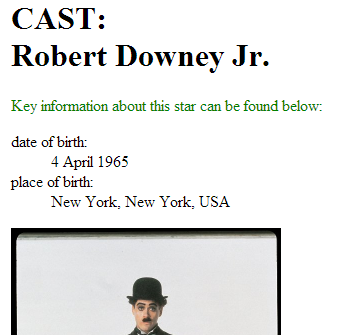 CAST:
Robert Downey Jr.
Key information about this star can be found below:
date of birth:
4 April 1965
place of birth:
New York, New York, USA